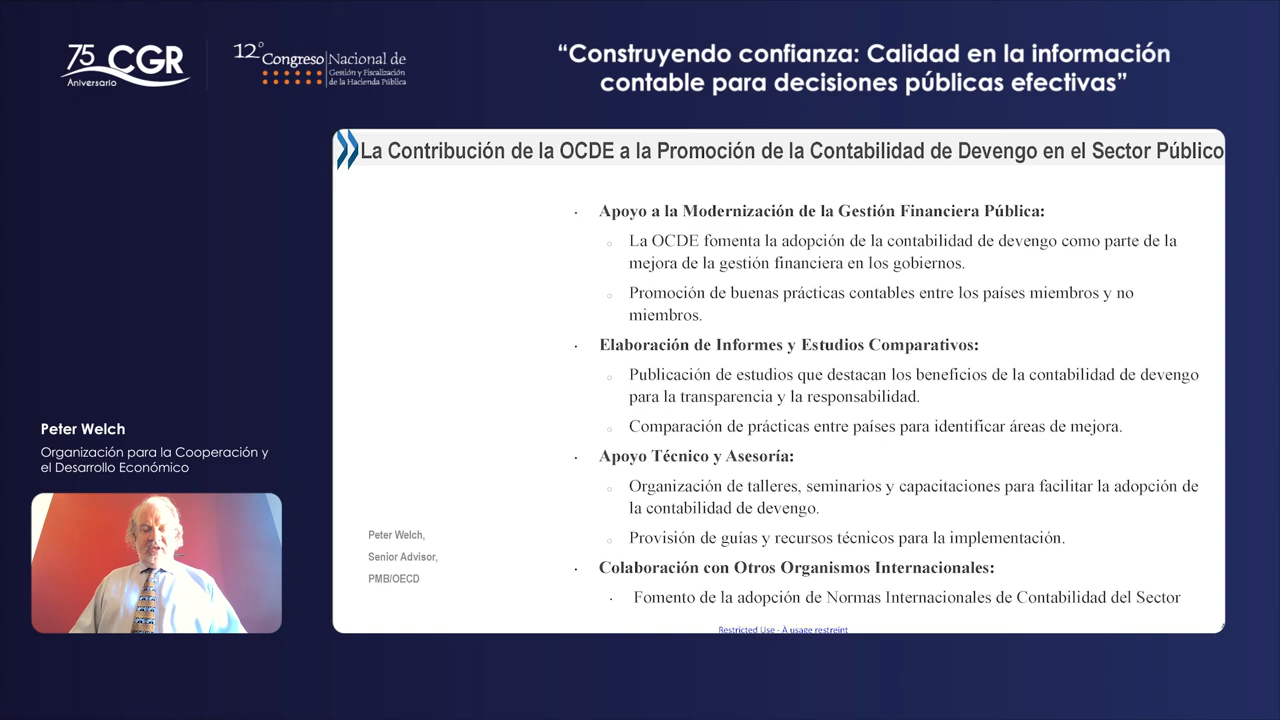 75 CGR
Aniversario
12° Congreso Nacional de
Gestión y Fiscalización
de la Hacienda Pública
“Construyendo confianza: Calidad en la información
contable para decisiones públicas efectivas”
La Contribución de la OCDE a la Promoción de la Contabilidad de Devengo en el Sector Público
· Apoyo a la Modernización de la Gestión Financiera Pública:
○ La OCDE fomenta la adopción de la contabilidad de devengo como parte de la
mejora de la gestión financiera en los gobiernos.
○ Promoción de buenas prácticas contables entre los países miembros y no
miembros.
· Elaboración de Informes y Estudios Comparativos:
○ Publicación de estudios que destacan los beneficios de la contabilidad de devengo
para la transparencia y la responsabilidad.
○ Comparación de prácticas entre países para identificar áreas de mejora.
· Apoyo Técnico y Asesoría:
○ Organización de talleres, seminarios y capacitaciones para facilitar la adopción de
la contabilidad de devengo.
○ Provisión de guías y recursos técnicos para la implementación.
· Colaboración con Otros Organismos Internacionales:
· Fomento de la adopción de Normas Internacionales de Contabilidad del Sector
Peter Welch,
Senior Advisor,
PMB/OECD
Restricted Use - À usage restreint
Peter Welch
Organización para la Cooperación y
el Desarrollo Económico